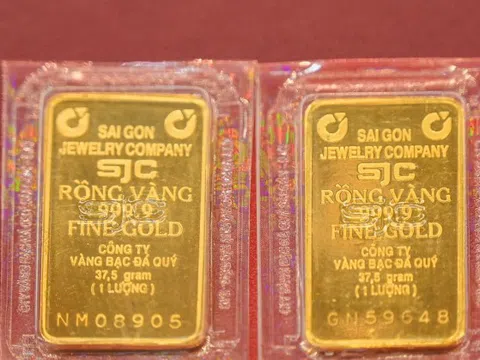 SAI GON
JEWELRY COMPANY
SJC
RỒNG VÀNG
999.9
FINE GOLD
CÔNG TY
VÀNG BẠC ĐÁ QUÝ
37,5 gram
(1 LƯỢNG)
NM08905
SAI GON
JEWELRY COMPANY
SJC
RỒNG VÀNG
999.9
FINE GOLD
CÔNG TY
VÀNG BẠC ĐÁ QUÝ
37,5 gram
(1 LƯỢNG)
GN59648